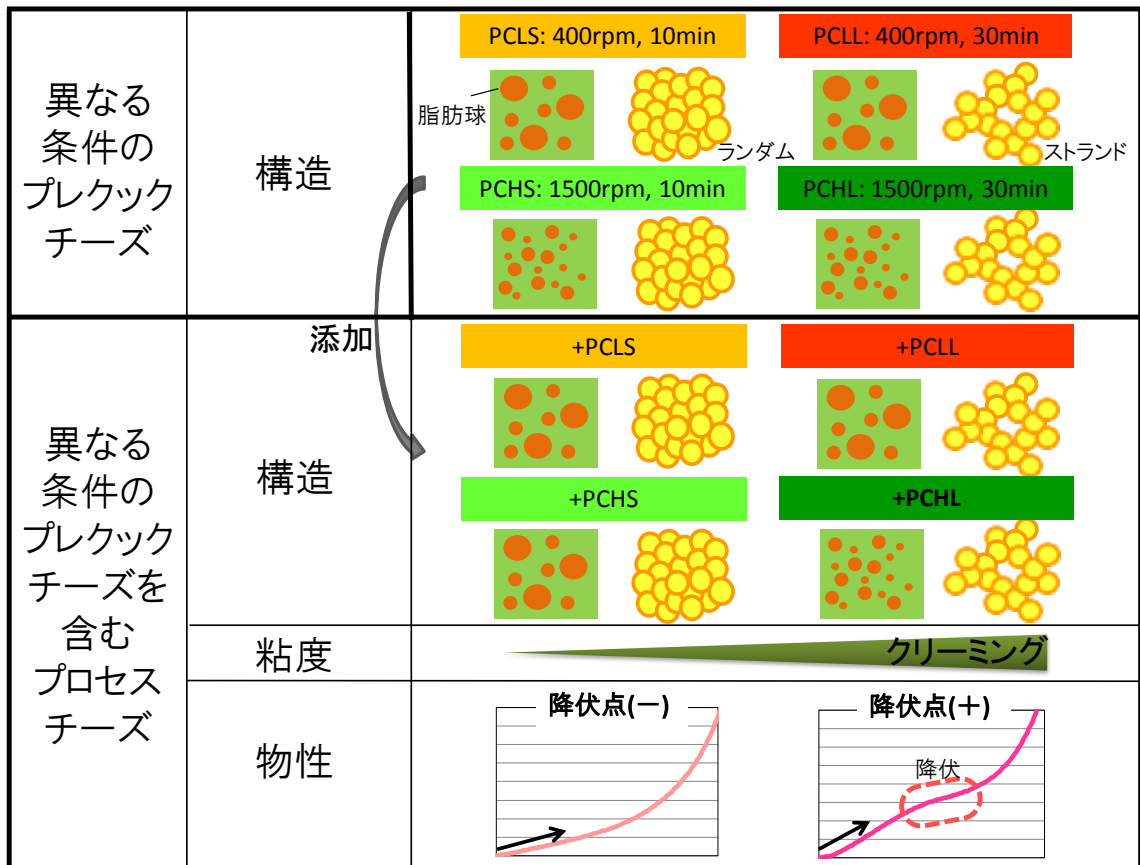 異なる
条件の
プレクック
チーズ
構造
PCLS: 400rpm, 10min
PCLL: 400rpm, 30min
脂肪球
ランダム
ストランド
PCHS: 1500rpm, 10min
PCHL: 1500rpm, 30min
添加
異なる
条件の
プレクック
チーズを
含む
プロセス
チーズ
構造
+PCLS
+PCLL
+PCHS
+PCHL
粘度
クリーミング
物性
降伏点(−)
降伏点(+)
降伏